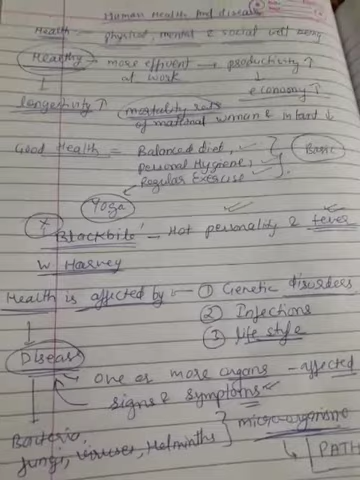 Human Health And disease
Health - physical, mental & social well being
Healthy - more efficient → productivity ↑
at work
economy ↑
longetivity ↑ mortality rate
of maternal woman & infant ↓
Good Health = Balanced diet,
personal Hygiene, Basic
Regular Exercise
Yoga
Blackbile - Hot personality & fever
W Harvey
Health is affected by :- ① Genetic disorders
② Infections
③ life style
Disease
one or more organs - affected
signs & symptoms
Bacteria,
fungi, viruses, Helminths } micro-organisms
PATH